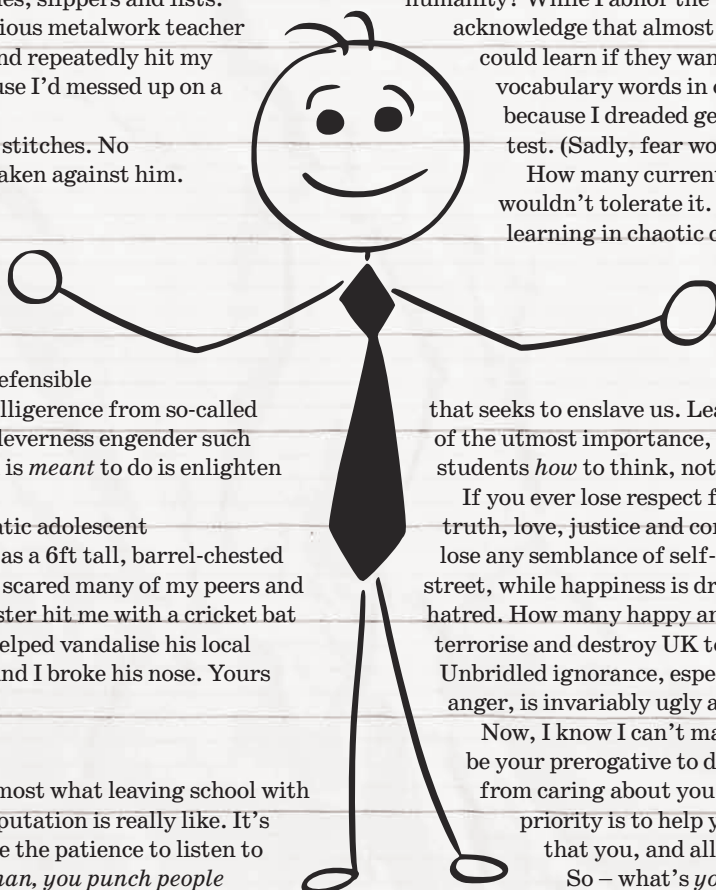 slippers and fists.
ious metalwork teacher
nd repeatedly hit my
use I’d messed up on a
stitches. No
aken against him.
efensible
lligerence from so-called
leverness engender such
is meant to do is enlighten
atic adolescent
as a 6ft tall, barrel-chested
scared many of my peers and
ster hit me with a cricket bat
elped vandalise his local
nd I broke his nose. Yours
most what leaving school with
putation is really like. It’s
e the patience to listen to
man, you punch people
humanity? While I abhor the
acknowledge that almost
could learn if they wan
vocabulary words in
because I dreaded ge
test. (Sadly, fear wo
How many curren
wouldn’t tolerate it.
learning in chaotic
that seeks to enslave us. Lea
of the utmost importance,
students how to think, not
If you ever lose respect f
truth, love, justice and con
lose any semblance of self-
street, while happiness is dr
hatred. How many happy an
terrorise and destroy UK to
Unbridled ignorance, espe
anger, is invariably ugly a
Now, I know I can’t ma
be your prerogative to d
from caring about you
priority is to help y
that you, and all
So – what’s yo